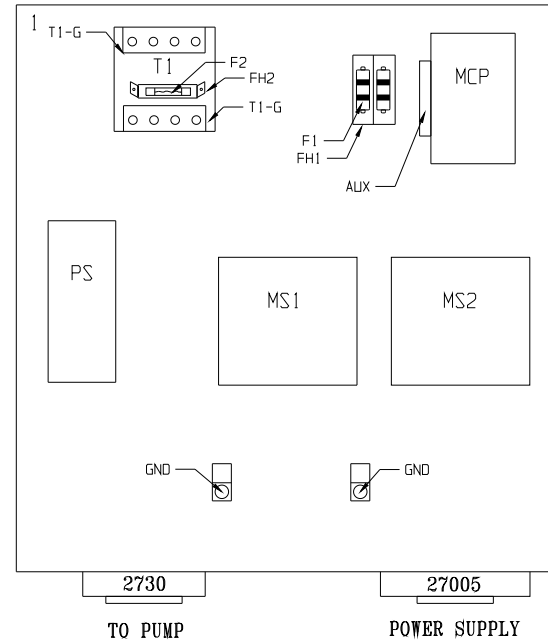 1
T1-G
T1
F2
FH2
T1-G
F1
FH1
MCP
AUX
PS
MS1
MS2
GND
GND
2730
27005
TO PUMP
POWER SUPPLY